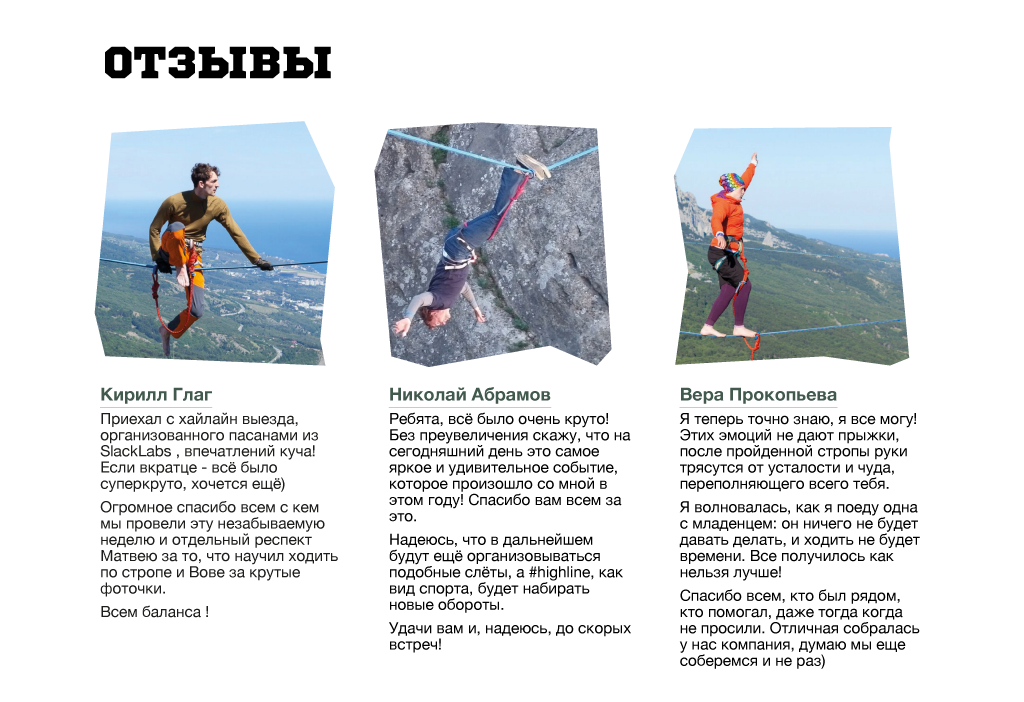 ОТЗЫВЫ
Кирилл Глаг
Приехал с хайлайн выезда,
организованного пасанами из
SlackLabs , впечатлений куча!
Если вкратце - всё было
суперкруто, хочется ещё)
Огромное спасибо всем с кем
мы провели эту незабываемую
неделю и отдельный респект
Матвею за то, что научил ходить
по стропе и Вове за крутые
фоточки.
Всем баланса !
Николай Абрамов
Ребята, всё было очень круто!
Без преувеличения скажу, что на
сегодняшний день это самое
яркое и удивительное событие,
которое произошло со мной в
этом году! Спасибо вам всем за
это.
Надеюсь, что в дальнейшем
будут ещё организовываться
подобные слёты, а #highline, как
вид спорта, будет набирать
новые обороты.
Удачи вам и, надеюсь, до скорых
встреч!
Вера Прокопьева
Я теперь точно знаю, я все могу!
Этих эмоций не дают прыжки,
после пройденной стропы руки
трясутся от усталости и чуда,
переполняющего всего тебя.
Я волновалась, как я поеду одна
с младенцем: он ничего не будет
давать делать, и ходить не будет
времени. Все получилось как
нельзя лучше!
Спасибо всем, кто был рядом,
кто помогал, даже тогда когда
не просили. Отличная собралась
у нас компания, думаю мы еще
соберемся и не раз)